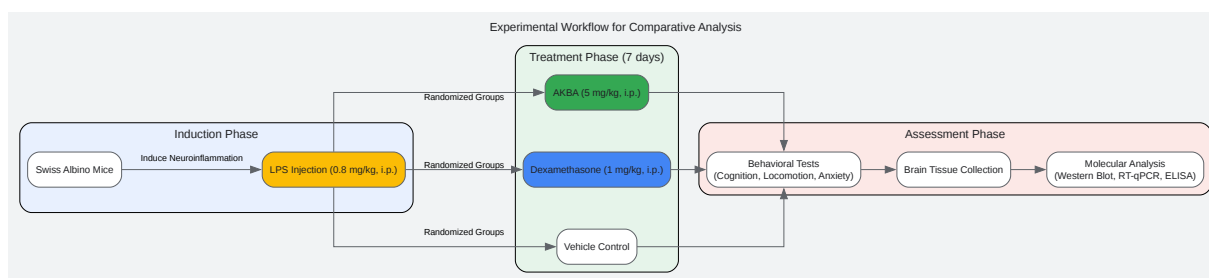 Experimental Workflow for Comparative Analysis
Induction Phase
Swiss Albino Mice
Induce Neuroinflammation
LPS Injection (0.8 mg/kg, i.p.)
Randomized Groups
Randomized Groups
Randomized Groups
Treatment Phase (7 days)
AKBA (5 mg/kg, i.p.)
Dexamethasone (1 mg/kg, i.p.)
Vehicle Control
Assessment Phase
Behavioral Tests
(Cognition, Locomotion, Anxiety)
Brain Tissue Collection
Molecular Analysis
(Western Blot, RT-qPCR, ELISA)